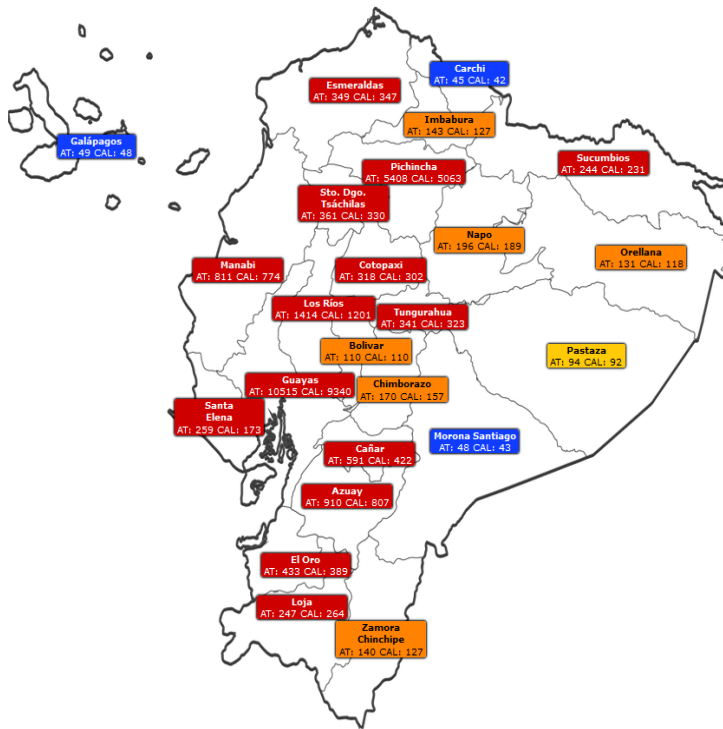 Carchi
AT: 45 CAL: 42
Esmeraldas
AT: 349 CAL: 347
Imbabura
AT: 143 CAL: 127
Galápagos
AT: 49 CAL: 48
Sucumbios
AT: 244 CAL: 231
Pichincha
AT: 5408 CAL: 5063
Sto. Dgo.
Tsáchilas
AT: 361 CAL: 330
Napo
AT: 196 CAL: 189
Orellana
AT: 131 CAL: 118
Manabi
AT: 811 CAL: 774
Cotopaxi
AT: 318 CAL: 302
Los Ríos
AT: 1414 CAL: 1201
Tungurahua
AT: 341 CAL: 323
Bolivar
AT: 110 CAL: 110
Pastaza
AT: 94 CAL: 92
Guayas
AT: 10515 CAL: 9340
Chimborazo
AT: 170 CAL: 157
Santa
Elena
AT: 259 CAL: 173
Morona Santiago
AT: 48 CAL: 43
Cañar
AT: 591 CAL: 422
Azuay
AT: 910 CAL: 807
El Oro
AT: 433 CAL: 389
Loja
AT: 247 CAL: 264
Zamora
Chinchipe
AT: 140 CAL: 127